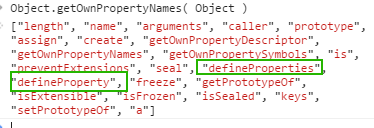 Object.getOwnPropertyNames( Object )
["length", "name", "arguments", "caller", "prototype",
"assign", "create", "getOwnPropertyDescriptor",
"getOwnPropertyNames", "getOwnPropertySymbols", "is",
"preventExtensions", "seal", "defineProperties",
"defineProperty", "freeze", "getPrototypeOf",
"isExtensible", "isFrozen", "isSealed", "keys",
"setPrototypeOf", "a"]